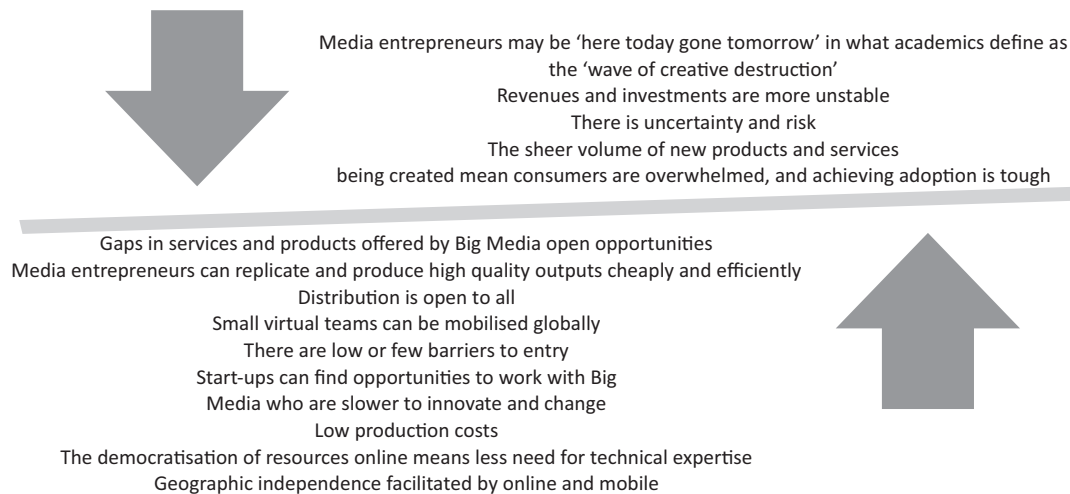 Media entrepreneurs may be ‘here today gone tomorrow’ in what academics define as
the ‘wave of creative destruction’
Revenues and investments are more unstable
There is uncertainty and risk
The sheer volume of new products and services
being created mean consumers are overwhelmed, and achieving adoption is tough
Gaps in services and products offered by Big Media open opportunities
Media entrepreneurs can replicate and produce high quality outputs cheaply and efficiently
Distribution is open to all
Small virtual teams can be mobilised globally
There are low or few barriers to entry
Start-ups can find opportunities to work with Big
Media who are slower to innovate and change
Low production costs
The democratisation of resources online means less need for technical expertise
Geographic independence facilitated by online and mobile